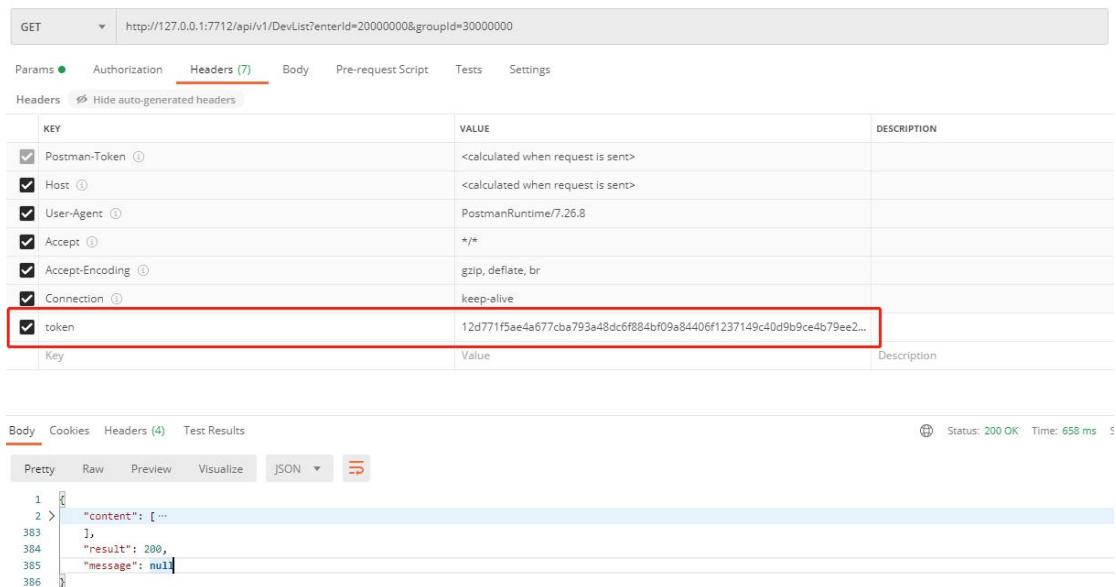 GET http://127.0.0.1:7712/api/v1/DevList?enterId=20000000&groupId=30000000
Params Authorization Headers (7) Body Pre-request Script Tests Settings
Headers Hide auto-generated headers
KEY VALUE DESCRIPTION
Postman-Token <calculated when request is sent>
Host <calculated when request is sent>
User-Agent PostmanRuntime/7.26.8
Accept */*
Accept-Encoding gzip, deflate, br
Connection keep-alive
token 12d771f5ae4a677cba793a48dc6f884bf09a84406f1237149c40d9b9ce4b79ee2...
Key Value Description
Body Cookies Headers (4) Test Results Status: 200 OK Time: 658 ms S
Pretty Raw Preview Visualize JSON
1 {
2 "content": [...
383 ],
384 "result": 200,
385 "message": null
386 }